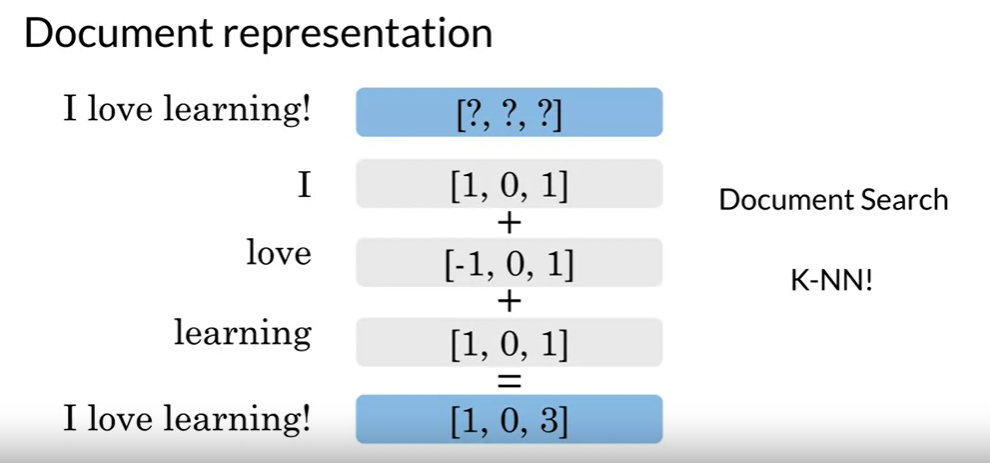 Document representation
I love learning! [?, ?, ?]
I [1, 0, 1]
+
love [-1, 0, 1]
+
learning [1, 0, 1]
=
I love learning! [1, 0, 3]
Document Search
K-NN!